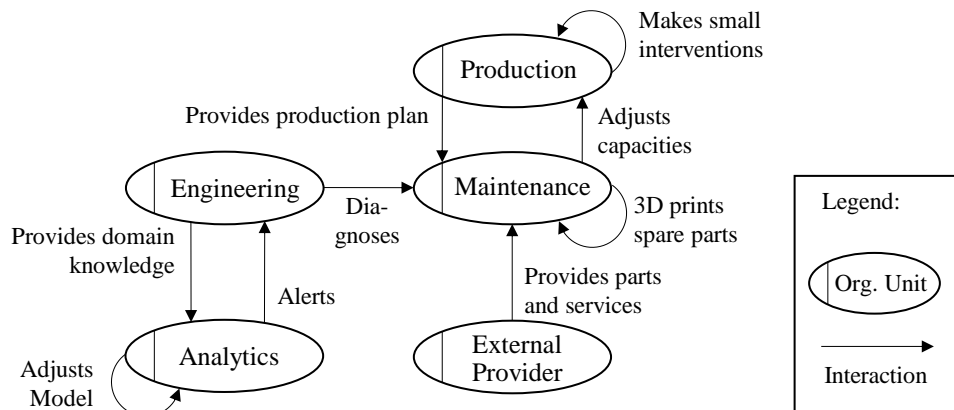 Makes small
interventions
Production
Provides production plan
Adjusts
capacities
Engineering
Maintenance
Dia-
gnoses
3D prints
spare parts
Provides domain
knowledge
Alerts
Provides parts
and services
Analytics
External
Provider
Adjusts
Model
Legend:
Org. Unit
Interaction